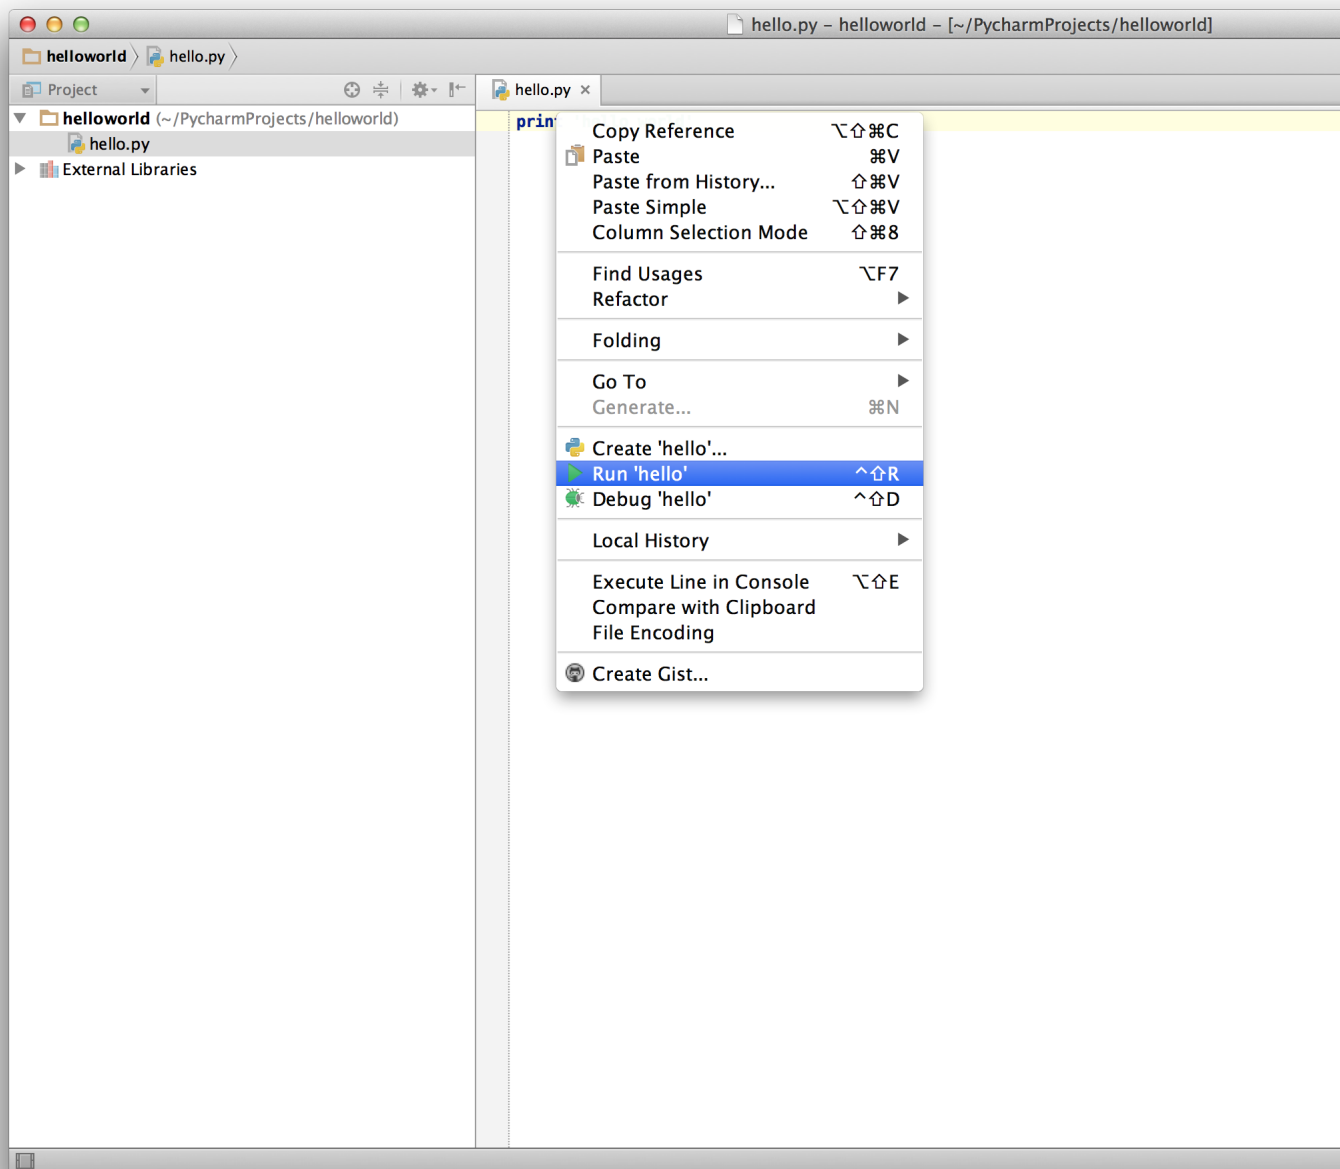 hello.py – helloworld – [~/PycharmProjects/helloworld]
helloworld hello.py
Project
hello.py
helloworld (~/PycharmProjects/helloworld)
hello.py
External Libraries
Copy Reference ⌥⇧⌘C
Paste ⌘V
Paste from History... ⇧⌘V
Paste Simple ⌥⇧⌘V
Column Selection Mode ⇧⌘8
Find Usages ⌥F7
Refactor
Folding
Go To
Generate... ⌘N
Create 'hello'...
Run 'hello' ^⇧R
Debug 'hello' ^⇧D
Local History
Execute Line in Console ⌥⇧E
Compare with Clipboard
File Encoding
Create Gist...